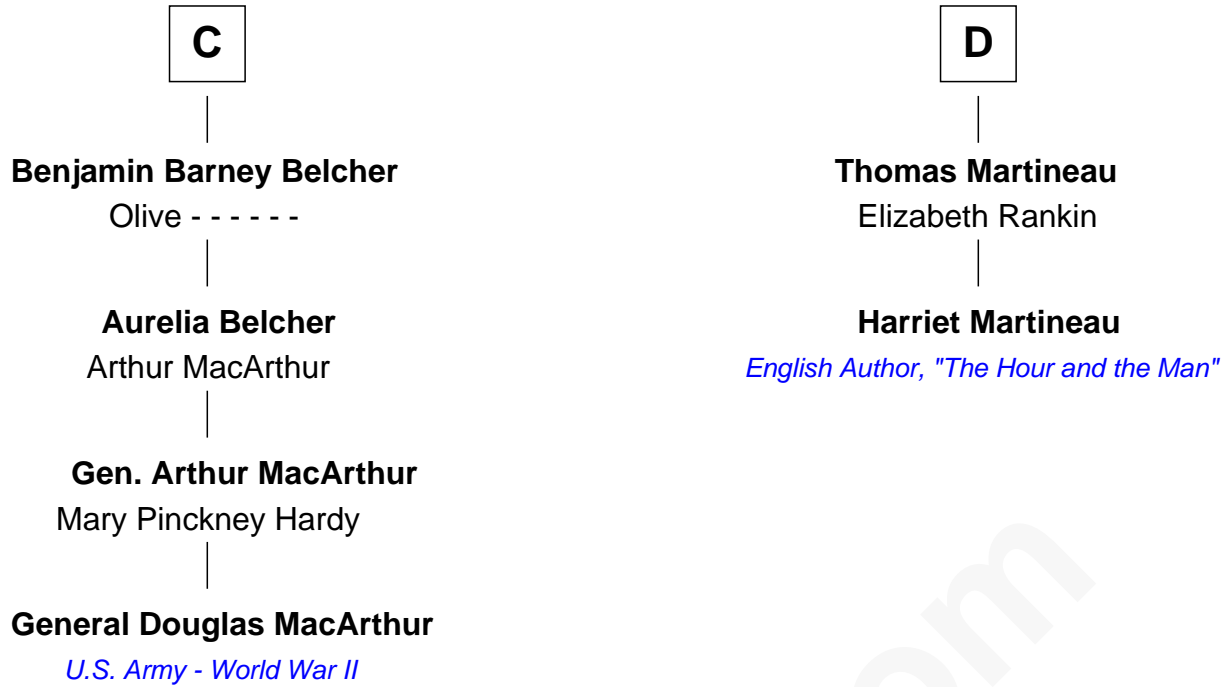 C
Benjamin Barney Belcher
Olive - - - - - -
Aurelia Belcher
Arthur MacArthur
Gen. Arthur MacArthur
Mary Pinckney Hardy
General Douglas MacArthur
U.S. Army - World War II
D
Thomas Martineau
Elizabeth Rankin
Harriet Martineau
English Author, "The Hour and the Man"
om